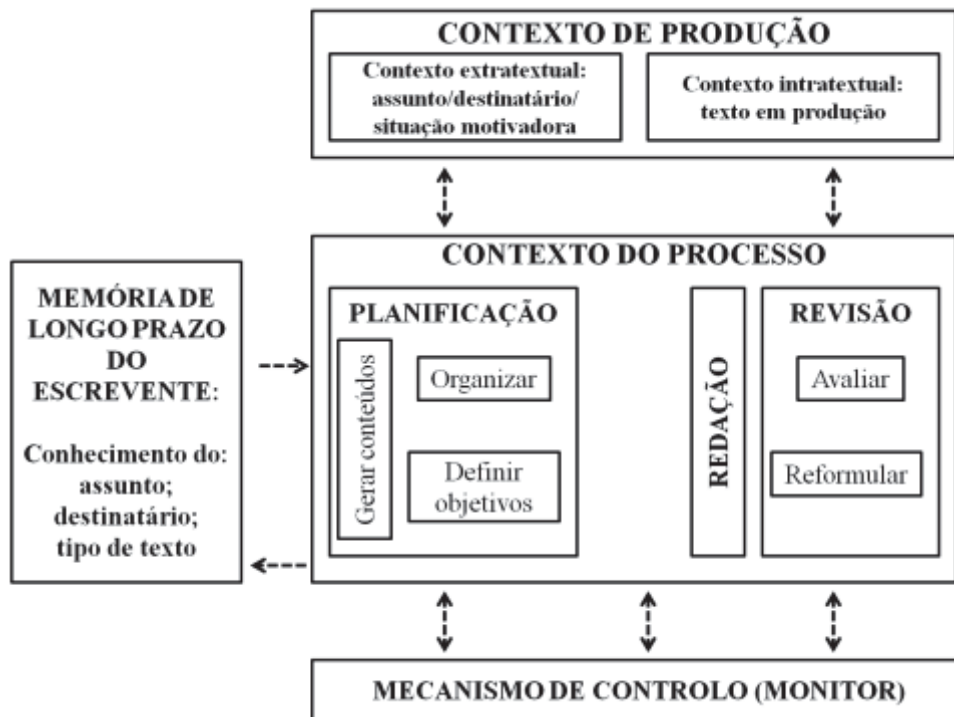 CONTEXTO DE PRODUÇÃO
Contexto extratextual:
assunto/destinatário/
situação motivadora
Contexto intratextual:
texto em produção
MEMÓRIA DE
LONGO PRAZO
DO
ESCREVENTE:
Conhecimento do:
assunto;
destinatário;
tipo de texto
CONTEXTO DO PROCESSO
PLANIFICAÇÃO
Gerar conteúdos
Organizar
Definir
objetivos
REDAÇÃO
REVISÃO
Avaliar
Reformular
MECANISMO DE CONTROLO (MONITOR)